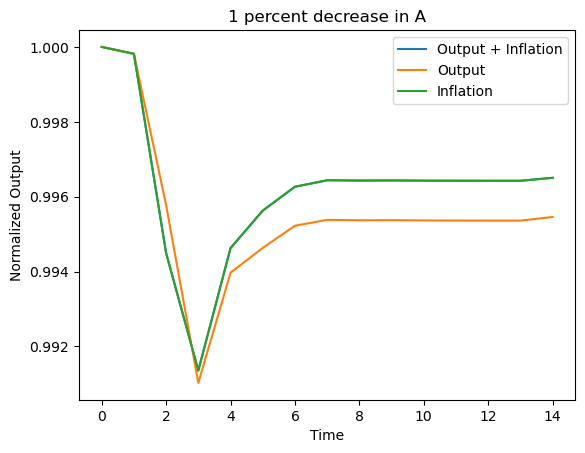 1 percent decrease in A
Output + Inflation
Output
Inflation
Normalized Output
1.000
0.998
0.996
0.994
0.992
0 2 4 6 8 10 12 14
Time